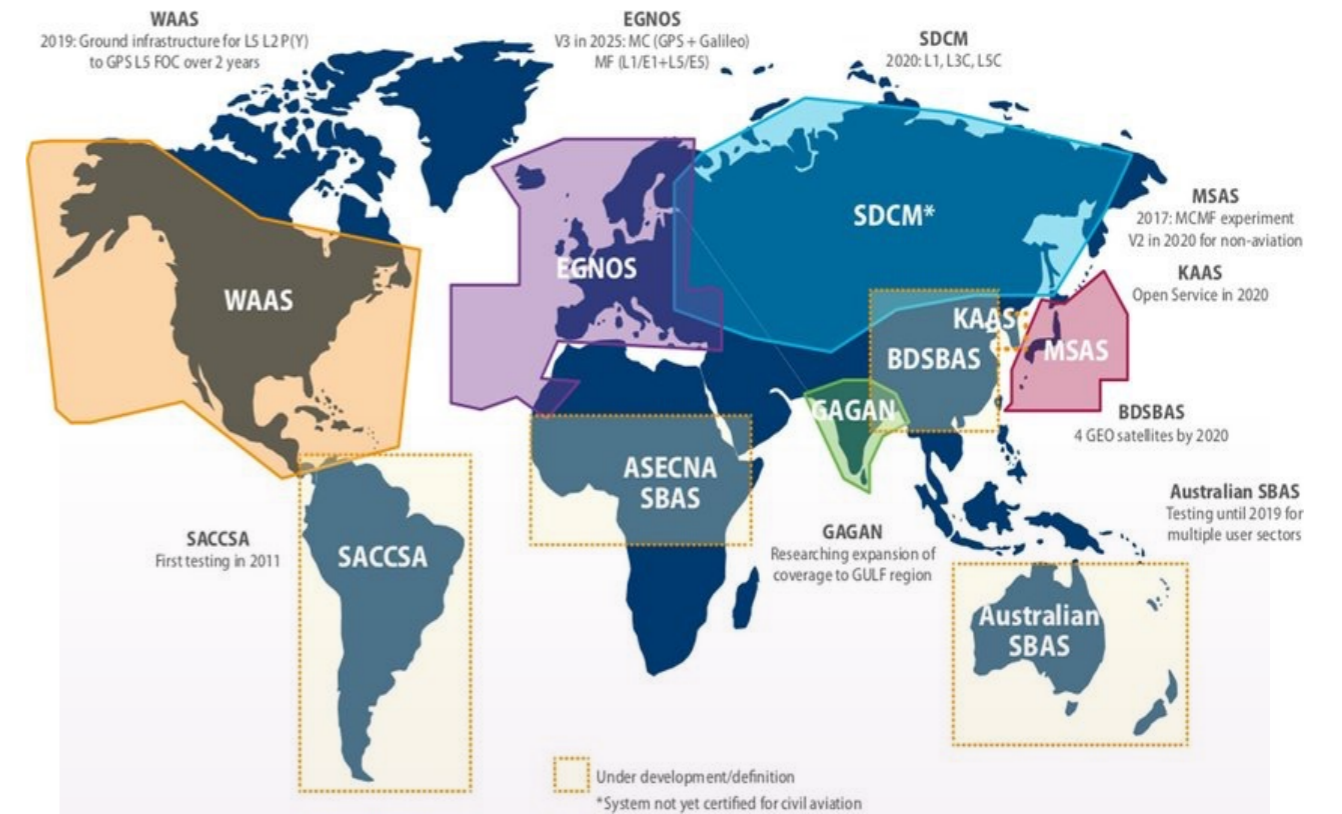 WAAS
2019: Ground infrastructure for L5 L2 P(Y)
to GPS L5 FOC over 2 years
EGNOS
V3 in 2025: MC (GPS + Galileo)
MF (L1/E1+L5/E5)
SDCM
2020: L1, L3C, L5C
SDCM*
MSAS
2017: MCMF experiment
V2 in 2020 for non-aviation
KAAS
Open Service in 2020
WAAS
EGNOS
KAAS
BDSBAS
MSAS
GAGAN
BDSBAS
4 GEO satellites by 2020
ASECNA
SBAS
Australian SBAS
Testing until 2019 for
multiple user sectors
SACCSA
First testing in 2011
SACCSA
GAGAN
Researching expansion of
coverage to GULF region
Australian
SBAS
Under development/definition
*System not yet certified for civil aviation